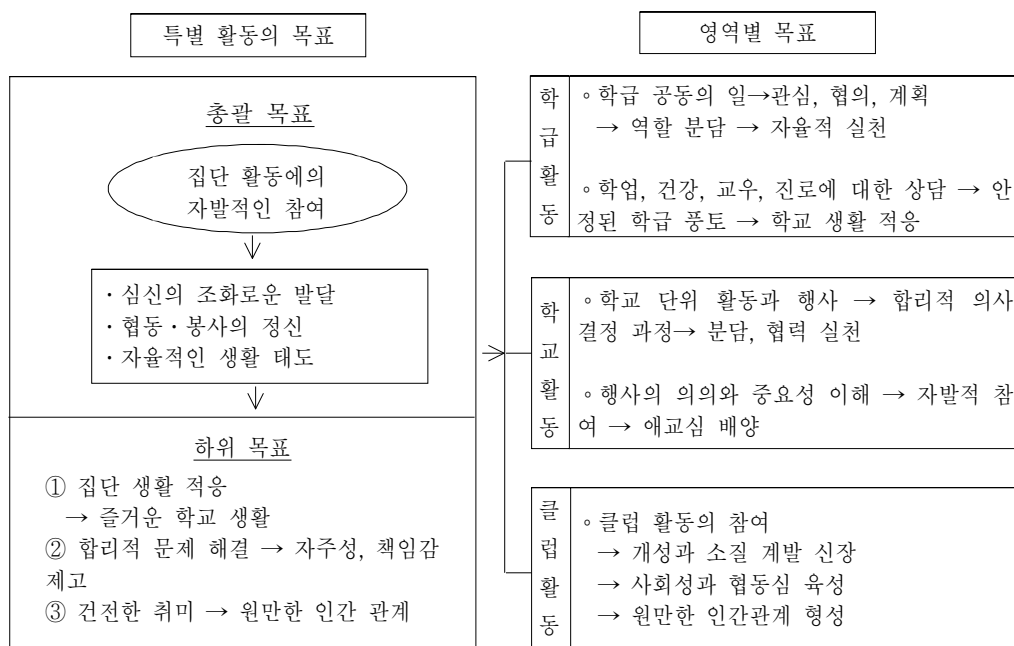 특별 활동의 목표
총괄 목표
집단 활동에의
자발적인 참여
· 심신의 조화로운 발달
· 협동·봉사의 정신
· 자율적인 생활 태도
하위 목표
① 집단 생활 적응
→ 즐거운 학교 생활
② 합리적 문제 해결 → 자주성, 책임감
제고
③ 건전한 취미 → 원만한 인간 관계
영역별 목표
학급활동
∘ 학급 공동의 일→관심, 협의, 계획
→ 역할 분담 → 자율적 실천
∘ 학업, 건강, 교우, 진로에 대한 상담 → 안
정된 학급 풍토 → 학교 생활 적응
학교활동
∘ 학교 단위 활동과 행사 → 합리적 의사
결정 과정→ 분담, 협력 실천
∘ 행사의 의의와 중요성 이해 → 자발적 참
여 → 애교심 배양
클럽활동
∘ 클럽 활동의 참여
→ 개성과 소질 계발 신장
→ 사회성과 협동심 육성
→ 원만한 인간관계 형성